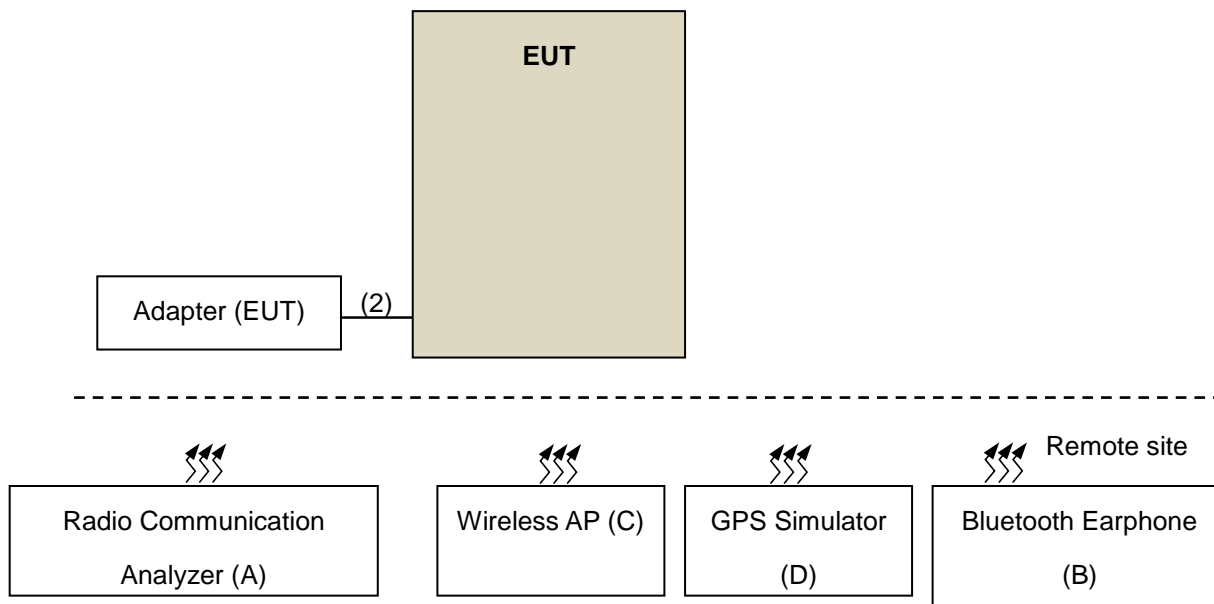 EUT
Adapter (EUT)
(2)
Remote site
Radio Communication
Analyzer (A)
Wireless AP (C)
GPS Simulator
(D)
Bluetooth Earphone
(B)